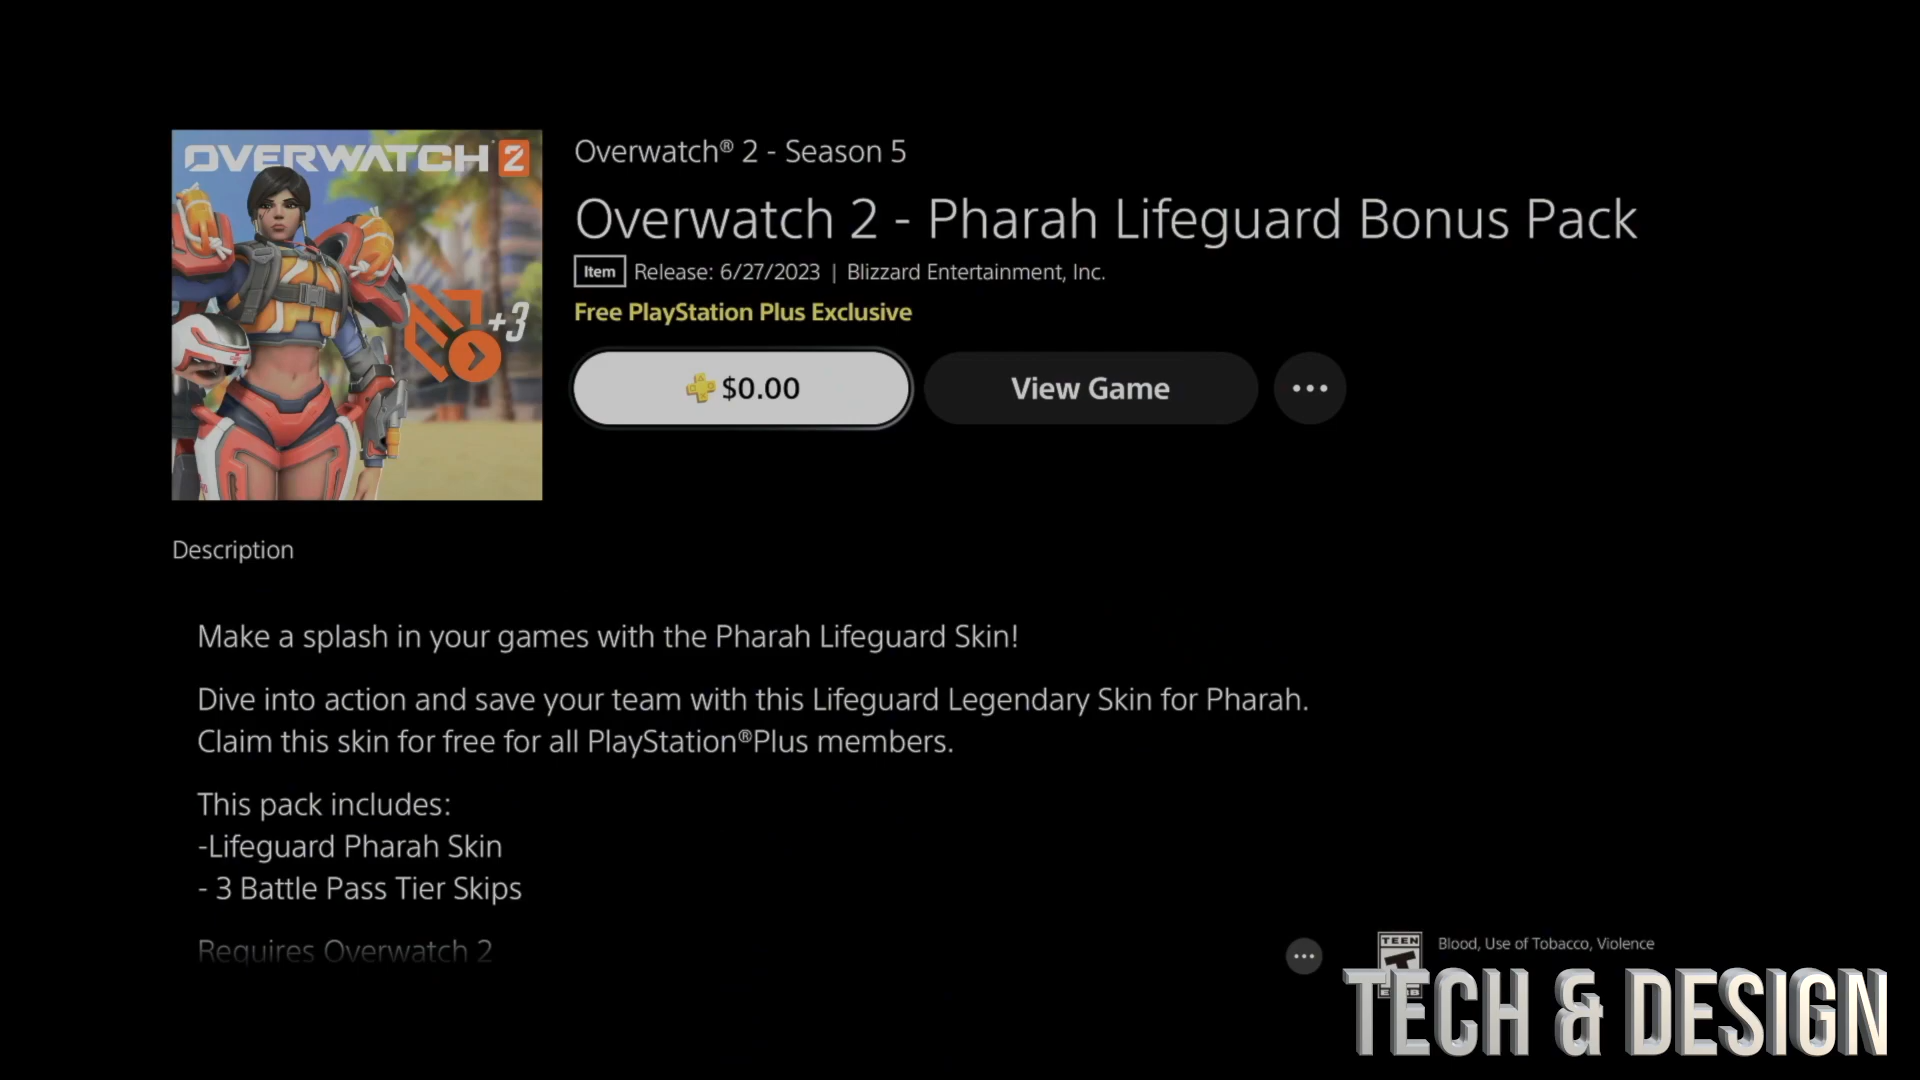 OVERWATCH 2
+3
Overwatch® 2 - Season 5
Overwatch 2 - Pharah Lifeguard Bonus Pack
Item Release: 6/27/2023 | Blizzard Entertainment, Inc.
Free PlayStation Plus Exclusive
$0.00 View Game
Description
Make a splash in your games with the Pharah Lifeguard Skin!
Dive into action and save your team with this Lifeguard Legendary Skin for Pharah.
Claim this skin for free for all PlayStation®Plus members.
This pack includes:
-Lifeguard Pharah Skin
- 3 Battle Pass Tier Skips
Requires Overwatch 2
TEEN
T
Blood, Use of Tobacco, Violence
TECH & DESIGN